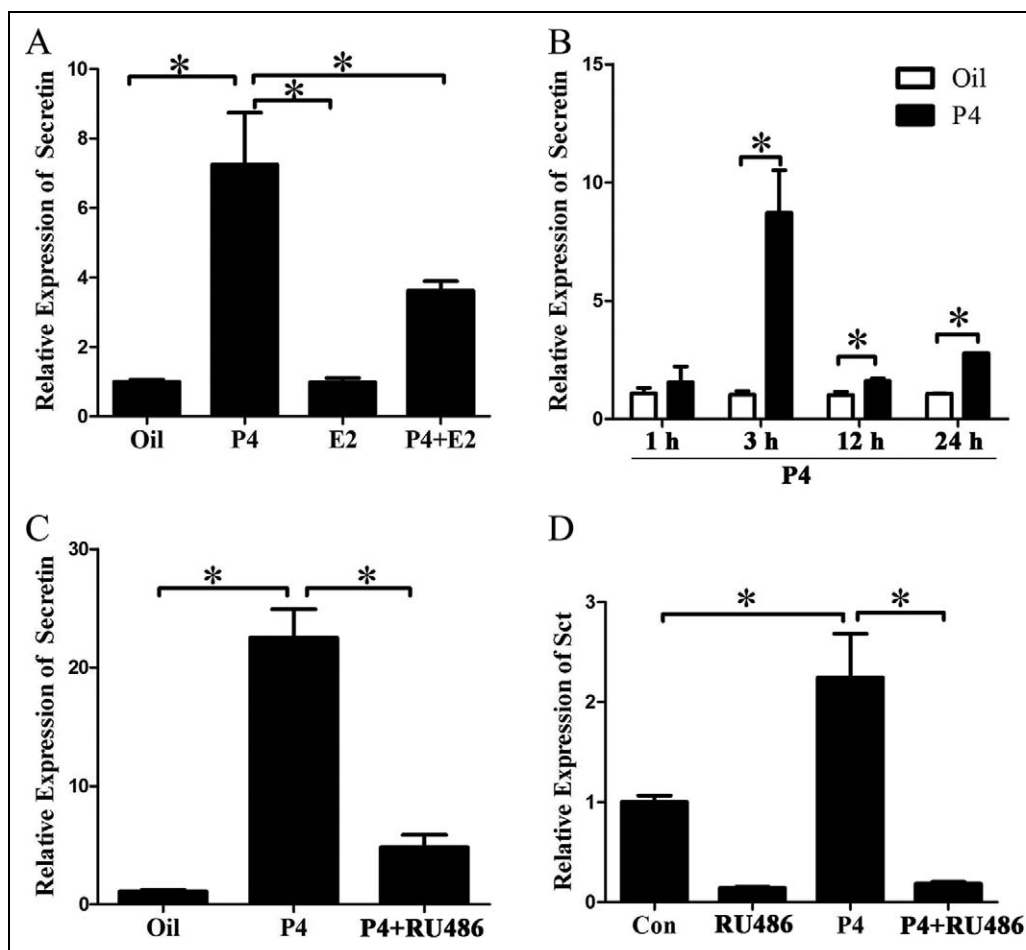 A
Relative Expression of Secretin
10
8
6
4
2
0
*
*
*
Oil P4 E2 P4+E2
B
Relative Expression of Secretin
15
10
5
0
Oil
P4
*
*
*
1 h 3 h 12 h 24 h
P4
C
Relative Expression of Secretin
30
20
10
0
*
*
Oil P4 P4+RU486
D
Relative Expression of Sct
3
2
1
0
*
*
Con RU486 P4 P4+RU486